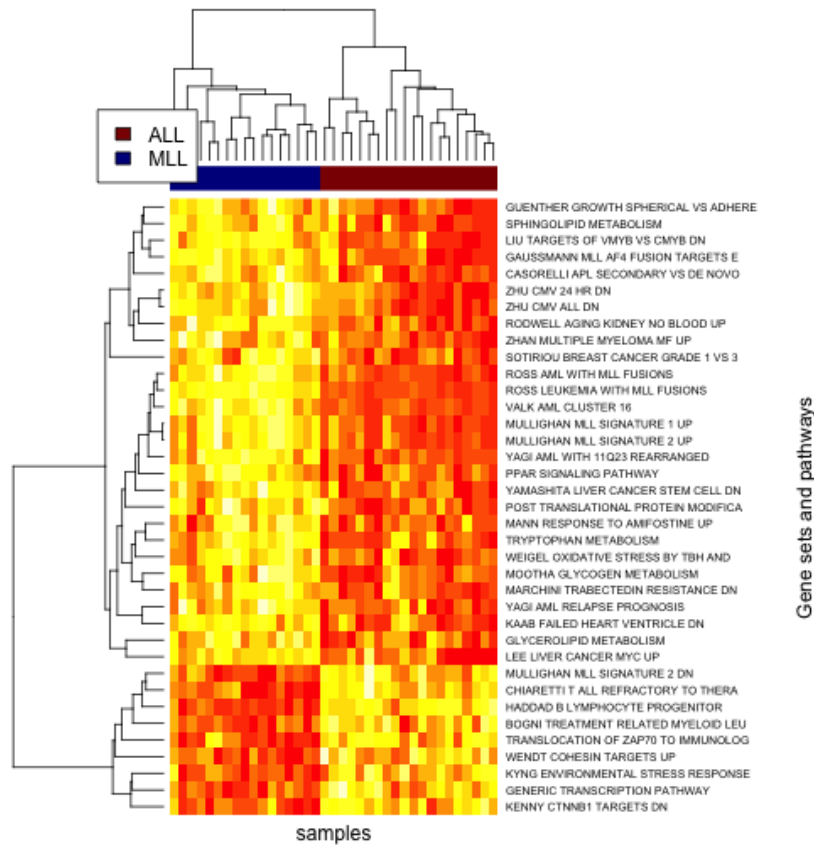 ALL
MLL
GUENTHER GROWTH SPHERICAL VS ADHERE
SPHINGOLIPID METABOLISM
LIU TARGETS OF VMYB VS CMYB DN
GAUSSMANN MLL AF4 FUSION TARGETS E
CASORELLI APL SECONDARY VS DE NOVO
ZHU CMV 24 HR DN
ZHU CMV ALL DN
RODWELL AGING KIDNEY NO BLOOD UP
ZHAN MULTIPLE MYELOMA MF UP
SOTIRIOU BREAST CANCER GRADE 1 VS 3
ROSS AML WITH MLL FUSIONS
ROSS LEUKEMIA WITH MLL FUSIONS
VALK AML CLUSTER 16
MULLIGHAN MLL SIGNATURE 1 UP
MULLIGHAN MLL SIGNATURE 2 UP
YAGI AML WITH 11Q23 REARRANGED
PPAR SIGNALING PATHWAY
YAMASHITA LIVER CANCER STEM CELL DN
POST TRANSLATIONAL PROTEIN MODIFICA
MANN RESPONSE TO AMIFOSTINE UP
TRYPTOPHAN METABOLISM
WEIGEL OXIDATIVE STRESS BY TBH AND
MOOTHA GLYCOGEN METABOLISM
MARCHINI TRABECTEDIN RESISTANCE DN
YAGI AML RELAPSE PROGNOSIS
KAAB FAILED HEART VENTRICLE DN
GLYCEROLIPID METABOLISM
LEE LIVER CANCER MYC UP
MULLIGHAN MLL SIGNATURE 2 DN
CHIARETTI T ALL REFRACTORY TO THERA
HADDAD B LYMPHOCYTE PROGENITOR
BOGNI TREATMENT RELATED MYELOID LEU
TRANSLOCATION OF ZAP70 TO IMMUNOLOG
WENDT COHESIN TARGETS UP
KYNG ENVIRONMENTAL STRESS RESPONSE
GENERIC TRANSCRIPTION PATHWAY
KENNY CTNNB1 TARGETS DN
Gene sets and pathways
samples